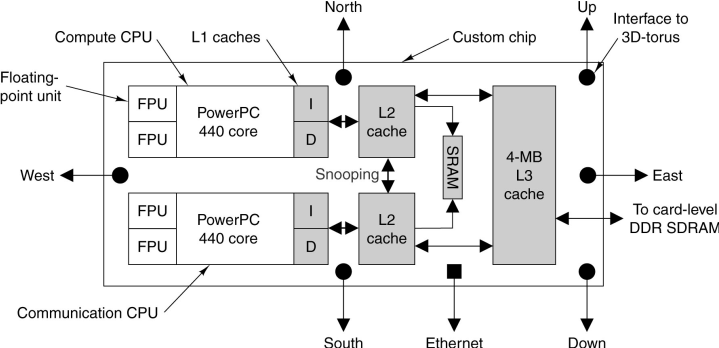 North
Up
Compute CPU
L1 caches
Custom chip
Interface to
3D-torus
Floating-
point unit
FPU
FPU
PowerPC
440 core
I
D
L2
cache
SRAM
4-MB
L3
cache
West
Snooping
East
FPU
FPU
PowerPC
440 core
I
D
L2
cache
To card-level
DDR SDRAM
Communication CPU
South
Ethernet
Down